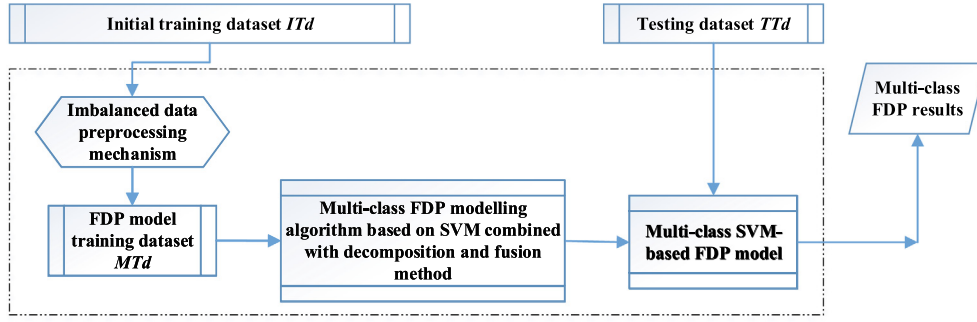 Initial training dataset ITd
Testing dataset TTd
Imbalanced data
preprocessing
mechanism
Multi-class
FDP results
FDP model
training dataset
MTd
Multi-class FDP modelling
algorithm based on SVM combined
with decomposition and fusion
method
Multi-class SVM-
based FDP model